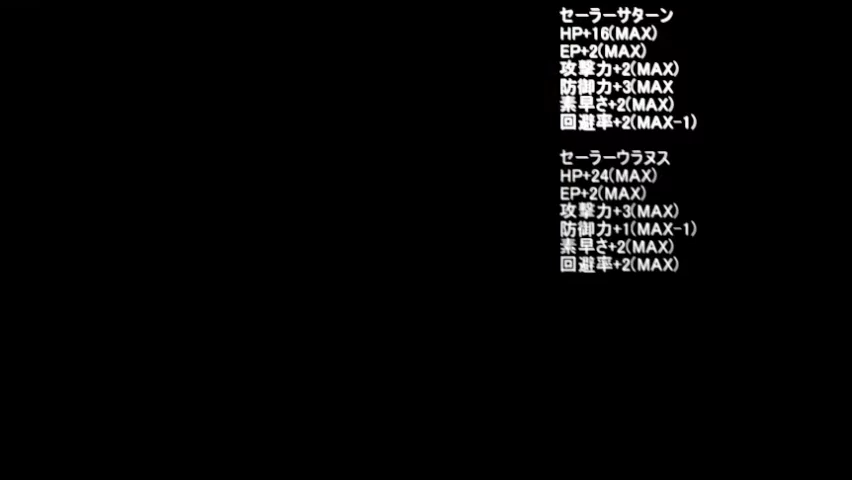 セーラーサターン
HP+16(MAX)
EP+2(MAX)
攻撃力+2(MAX)
防御力+3(MAX
素早さ+2(MAX)
回避率+2(MAX-1)
セーラーウラヌス
HP+24(MAX)
EP+2(MAX)
攻撃力+3(MAX)
防御力+1(MAX-1)
素早さ+2(MAX)
回避率+2(MAX)